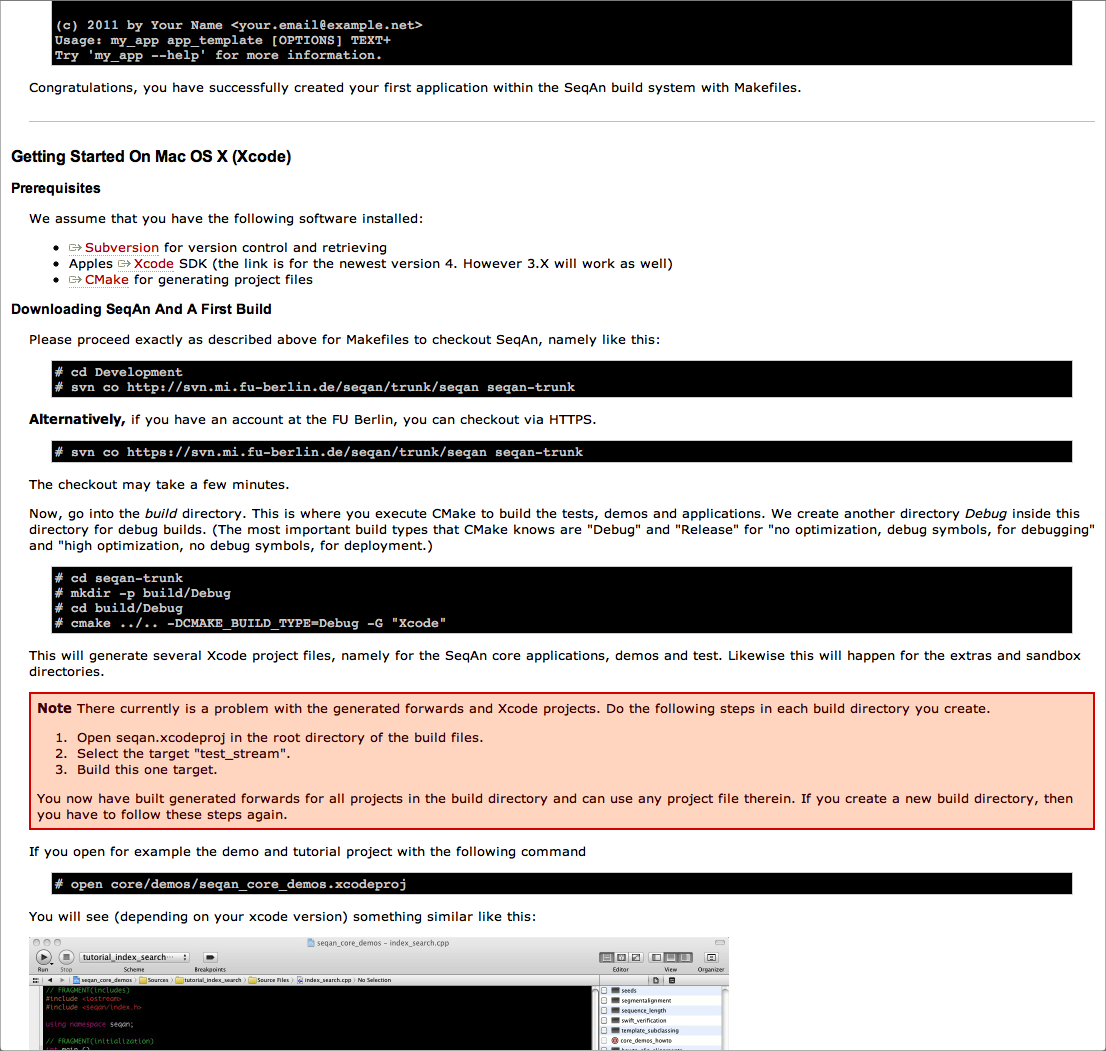 (c) 2011 by Your Name <your.email@example.net>
Usage: my_app app_template [OPTIONS] TEXT+
Try 'my_app --help' for more information.
Congratulations, you have successfully created your first application within the SeqAn build system with Makefiles.
Getting Started On Mac OS X (Xcode)
Prerequisites
We assume that you have the following software installed:
Subversion for version control and retrieving
Apples Xcode SDK (the link is for the newest version 4. However 3.X will work as well)
CMake for generating project files
Downloading SeqAn And A First Build
Please proceed exactly as described above for Makefiles to checkout SeqAn, namely like this:
# cd Development
# svn co http://svn.mi.fu-berlin.de/seqan/trunk/seqan seqan-trunk
Alternatively, if you have an account at the FU Berlin, you can checkout via HTTPS.
# svn co https://svn.mi.fu-berlin.de/seqan/trunk/seqan seqan-trunk
The checkout may take a few minutes.
Now, go into the build directory. This is where you execute CMake to build the tests, demos and applications. We create another directory Debug inside this
directory for debug builds. (The most important build types that CMake knows are "Debug" and "Release" for "no optimization, debug symbols, for debugging"
and "high optimization, no debug symbols, for deployment.)
# cd seqan-trunk
# mkdir -p build/Debug
# cd build/Debug
# cmake ../.. -DCMAKE_BUILD_TYPE=Debug -G "Xcode"
This will generate several Xcode project files, namely for the SeqAn core applications, demos and test. Likewise this will happen for the extras and sandbox
directories.
Note There currently is a problem with the generated forwards and Xcode projects. Do the following steps in each build directory you create.
1. Open seqan.xcodeproj in the root directory of the build files.
2. Select the target "test_stream".
3. Build this one target.
You now have built generated forwards for all projects in the build directory and can use any project file therein. If you create a new build directory, then
you have to follow these steps again.
If you open for example the demo and tutorial project with the following command
# open core/demos/seqan_core_demos.xcodeproj
You will see (depending on your xcode version) something similar like this:
seqan_core_demos - index_search.cpp
tutorial_index_search···
Run Stop Scheme Breakpoints Editor View Organizer
seqan_core_demos Sources tutorial_index_search Source Files index_search.cpp No Selection
// FRAGMENT(includes)
#include <iostream>
#include <seqan/index.h>
using namespace seqan;
// FRAGMENT(initialization)
int main ()
seeds
segmentalignment
sequence_length
swift_verification
template_subclassing
core_demos_howto